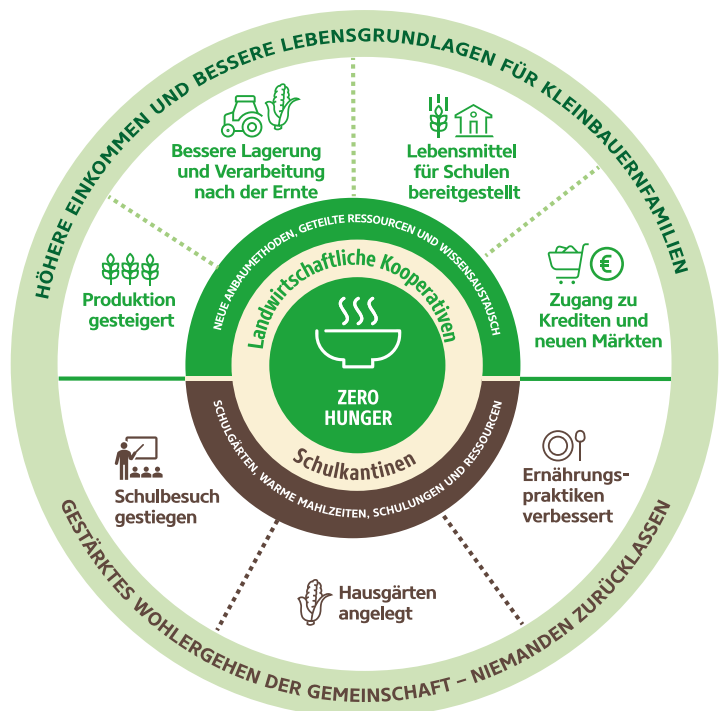 HÖHERE EINKOMMEN UND BESSERE LEBENSGRUNDLAGEN FÜR KLEINBAUERNFAMILIEN
Bessere Lagerung
und Verarbeitung
nach der Ernte
Lebensmittel
für Schulen
bereitgestellt
Produktion
gesteigert
€
Zugang zu
Krediten und
neuen Märkten
NEUE ANBAUMETHODEN, GETEILTE RESSOURCEN UND WISSENSAUSTAUSCH
Landwirtschaftliche Kooperativen
ZERO
HUNGER
Schulkantinen
SCHULGÄRTEN, WARME MAHLZEITEN, SCHULUNGEN UND RESSOURCEN
Schulbesuch
gestiegen
Hausgärten
angelegt
Ernährungs-
praktiken
verbessert
GESTÄRKTES WOHLERGEHEN DER GEMEINSCHAFT – NIEMANDEN ZURÜCKLASSEN